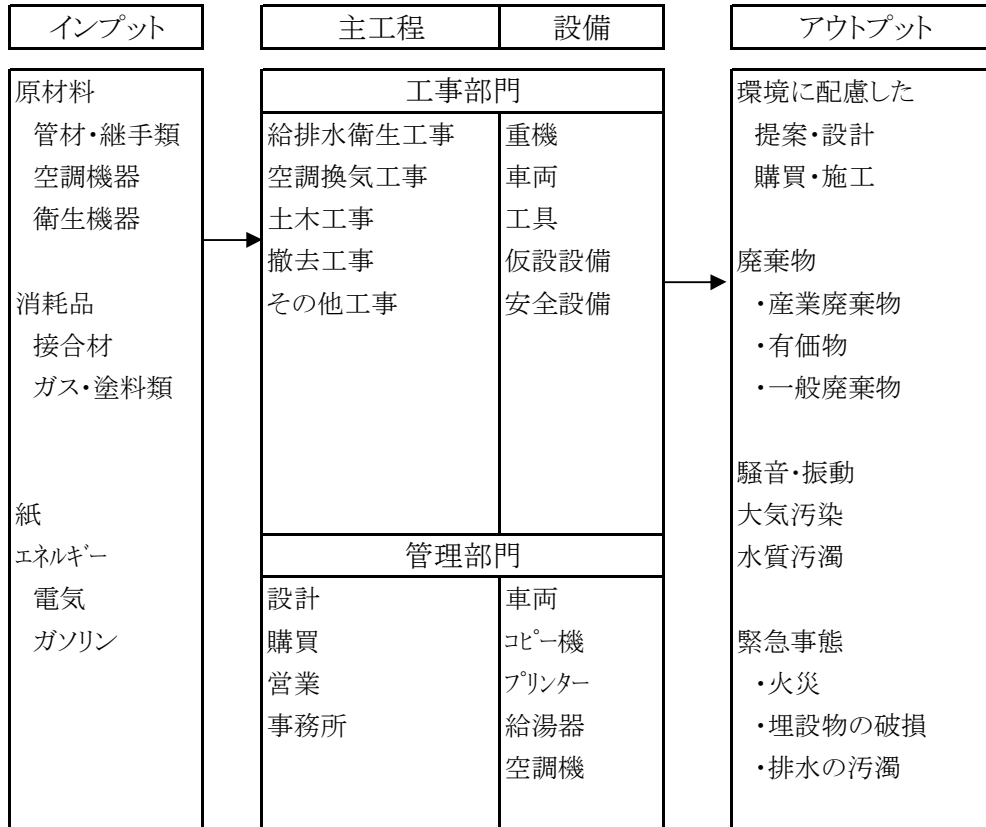 インプット
主工程
設備
アウトプット
原材料
管材・継手類
空調機器
衛生機器
消耗品
接合材
ガス・塗料類
紙
エネルギー
電気
ガソリン
工事部門
給排水衛生工事
空調換気工事
土木工事
撤去工事
その他工事
重機
車両
工具
仮設設備
安全設備
管理部門
設計
購買
営業
事務所
車両
コピー機
プリンター
給湯器
空調機
環境に配慮した
提案・設計
購買・施工
廃棄物
・産業廃棄物
・有価物
・一般廃棄物
騒音・振動
大気汚染
水質汚濁
緊急事態
・火災
・埋設物の破損
・排水の汚濁